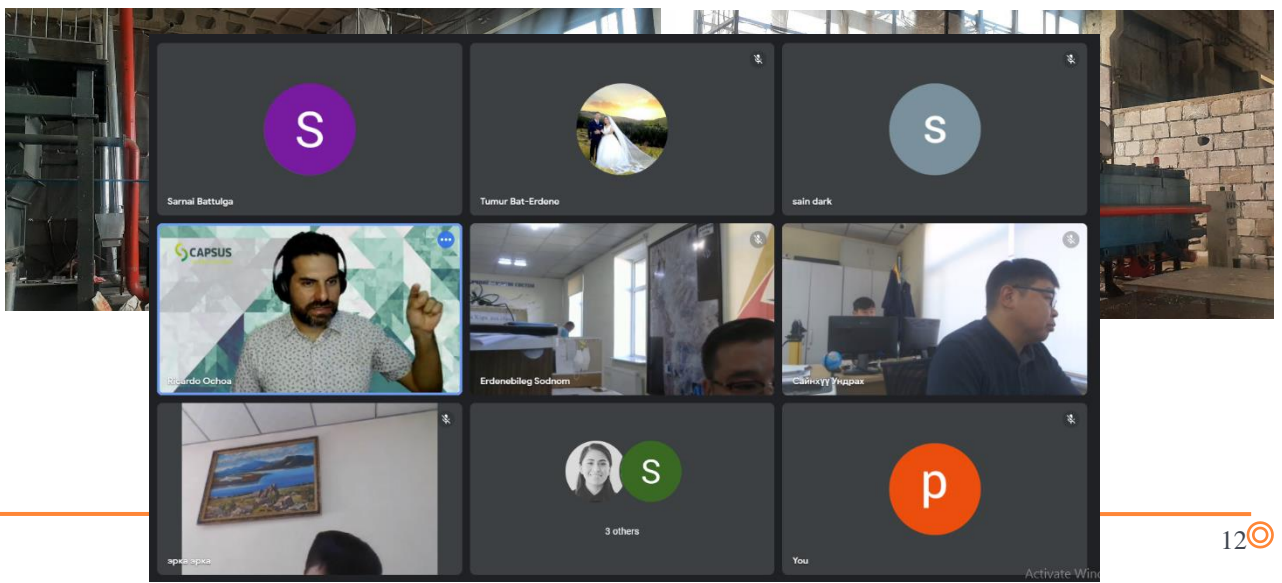 S
Sarnai Battulga
Tumur Bat-Erdene
s
sain dark
CAPSUS
Ricardo Ochoa
Erdenebileg Sodnom
Сайнхүү Ундрах
эрка эрка
S
3 others
p
You
Activate Win
12